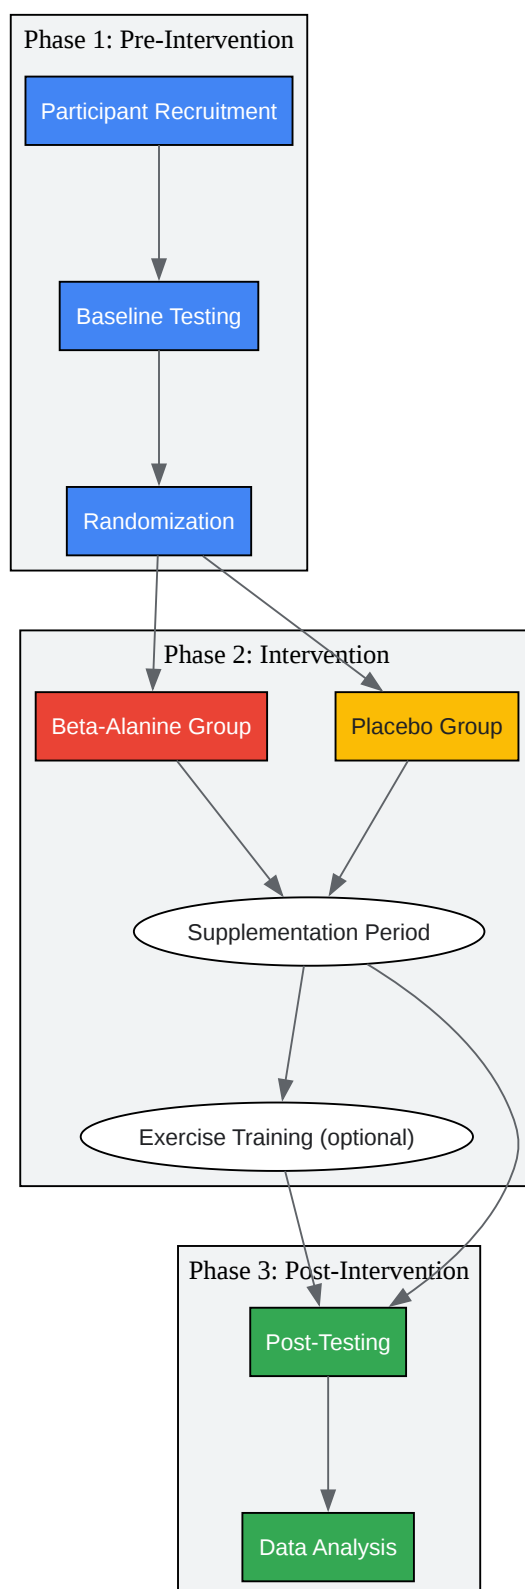 Phase 1: Pre-Intervention
Participant Recruitment
Baseline Testing
Randomization
Phase 2: Intervention
Beta-Alanine Group
Placebo Group
Supplementation Period
Exercise Training (optional)
Phase 3: Post-Intervention
Post-Testing
Data Analysis